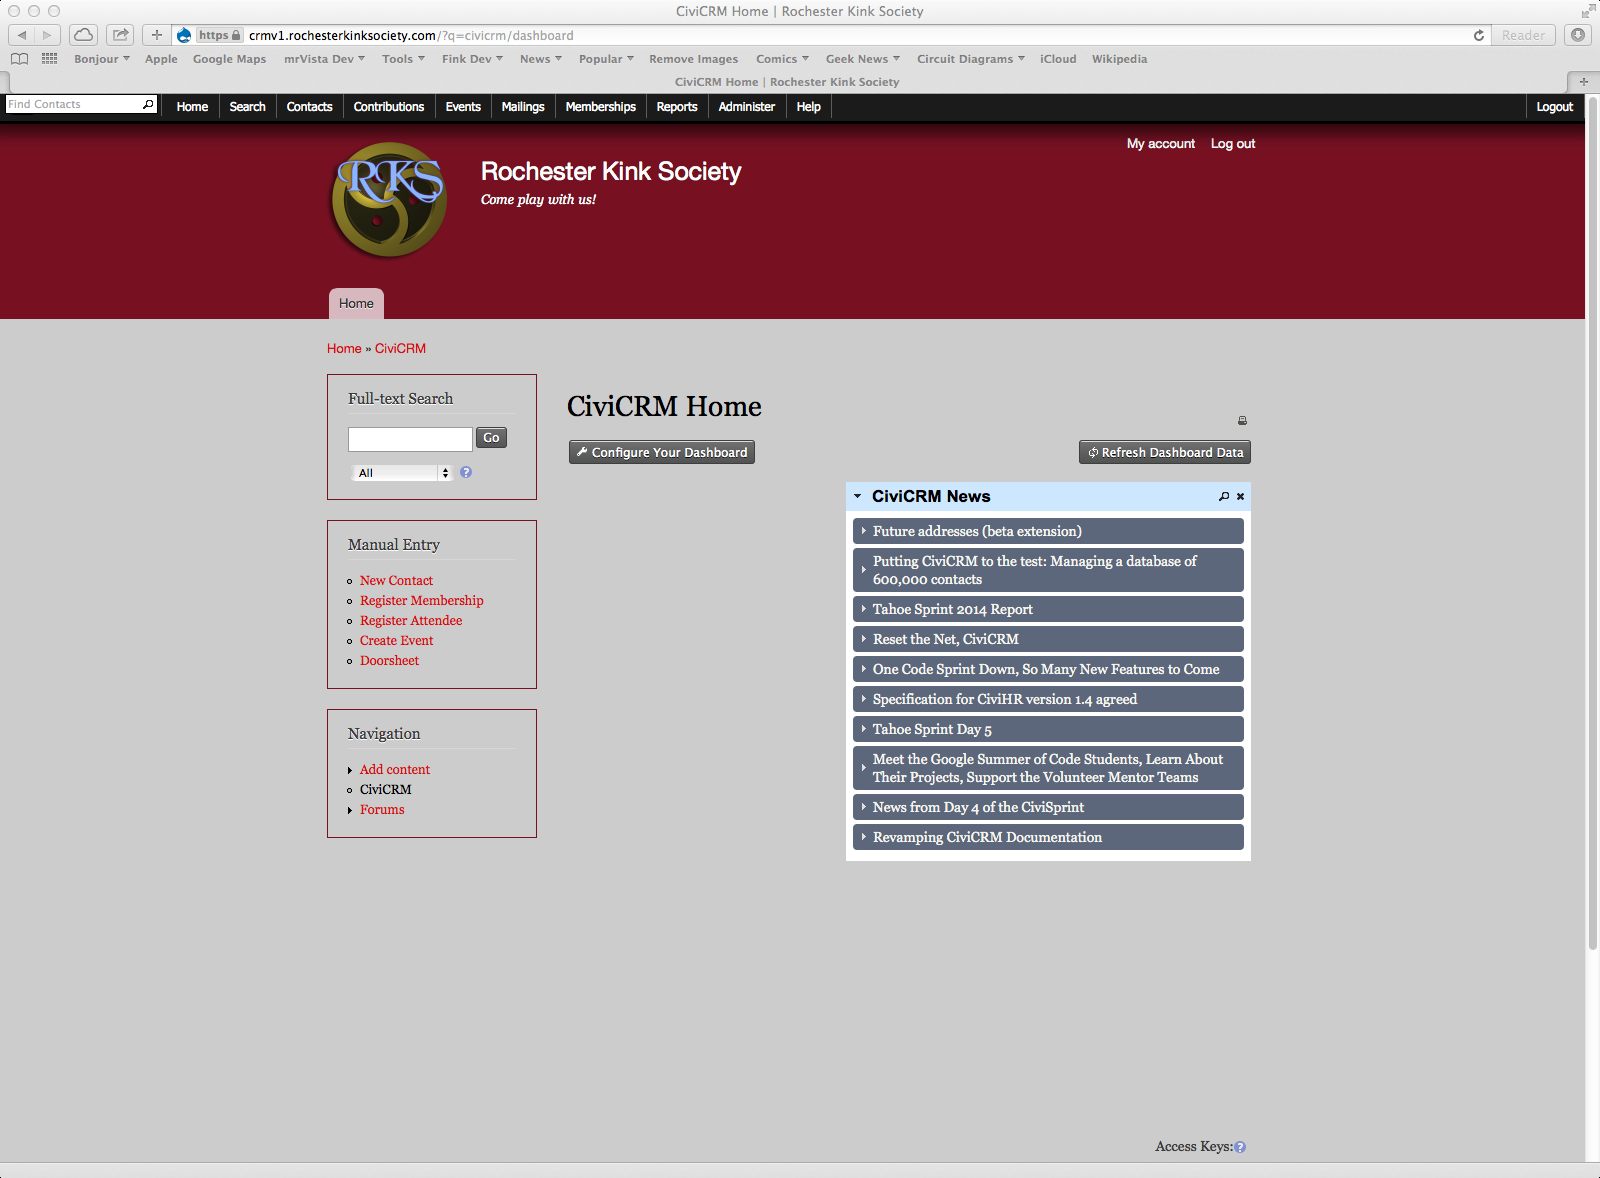 CiviCRM Home | Rochester Kink Society
https crmv1.rochesterkinksociety.com/?q=civicrm/dashboard Reader
Bonjour Apple Google Maps mrVista Dev Tools Fink Dev News Popular Remove Images Comics Geek News Circuit Diagrams iCloud Wikipedia
CiviCRM Home | Rochester Kink Society
Find Contacts Home Search Contacts Contributions Events Mailings Memberships Reports Administer Help Logout
My account Log out
RKS
Rochester Kink Society
Come play with us!
Home
Home » CiviCRM
Full-text Search
Go
All ?
Manual Entry
New Contact
Register Membership
Register Attendee
Create Event
Doorsheet
Navigation
Add content
CiviCRM
Forums
CiviCRM Home
Configure Your Dashboard Refresh Dashboard Data
CiviCRM News
Future addresses (beta extension)
Putting CiviCRM to the test: Managing a database of
600,000 contacts
Tahoe Sprint 2014 Report
Reset the Net, CiviCRM
One Code Sprint Down, So Many New Features to Come
Specification for CiviHR version 1.4 agreed
Tahoe Sprint Day 5
Meet the Google Summer of Code Students, Learn About
Their Projects, Support the Volunteer Mentor Teams
News from Day 4 of the CiviSprint
Revamping CiviCRM Documentation
Access Keys: ?